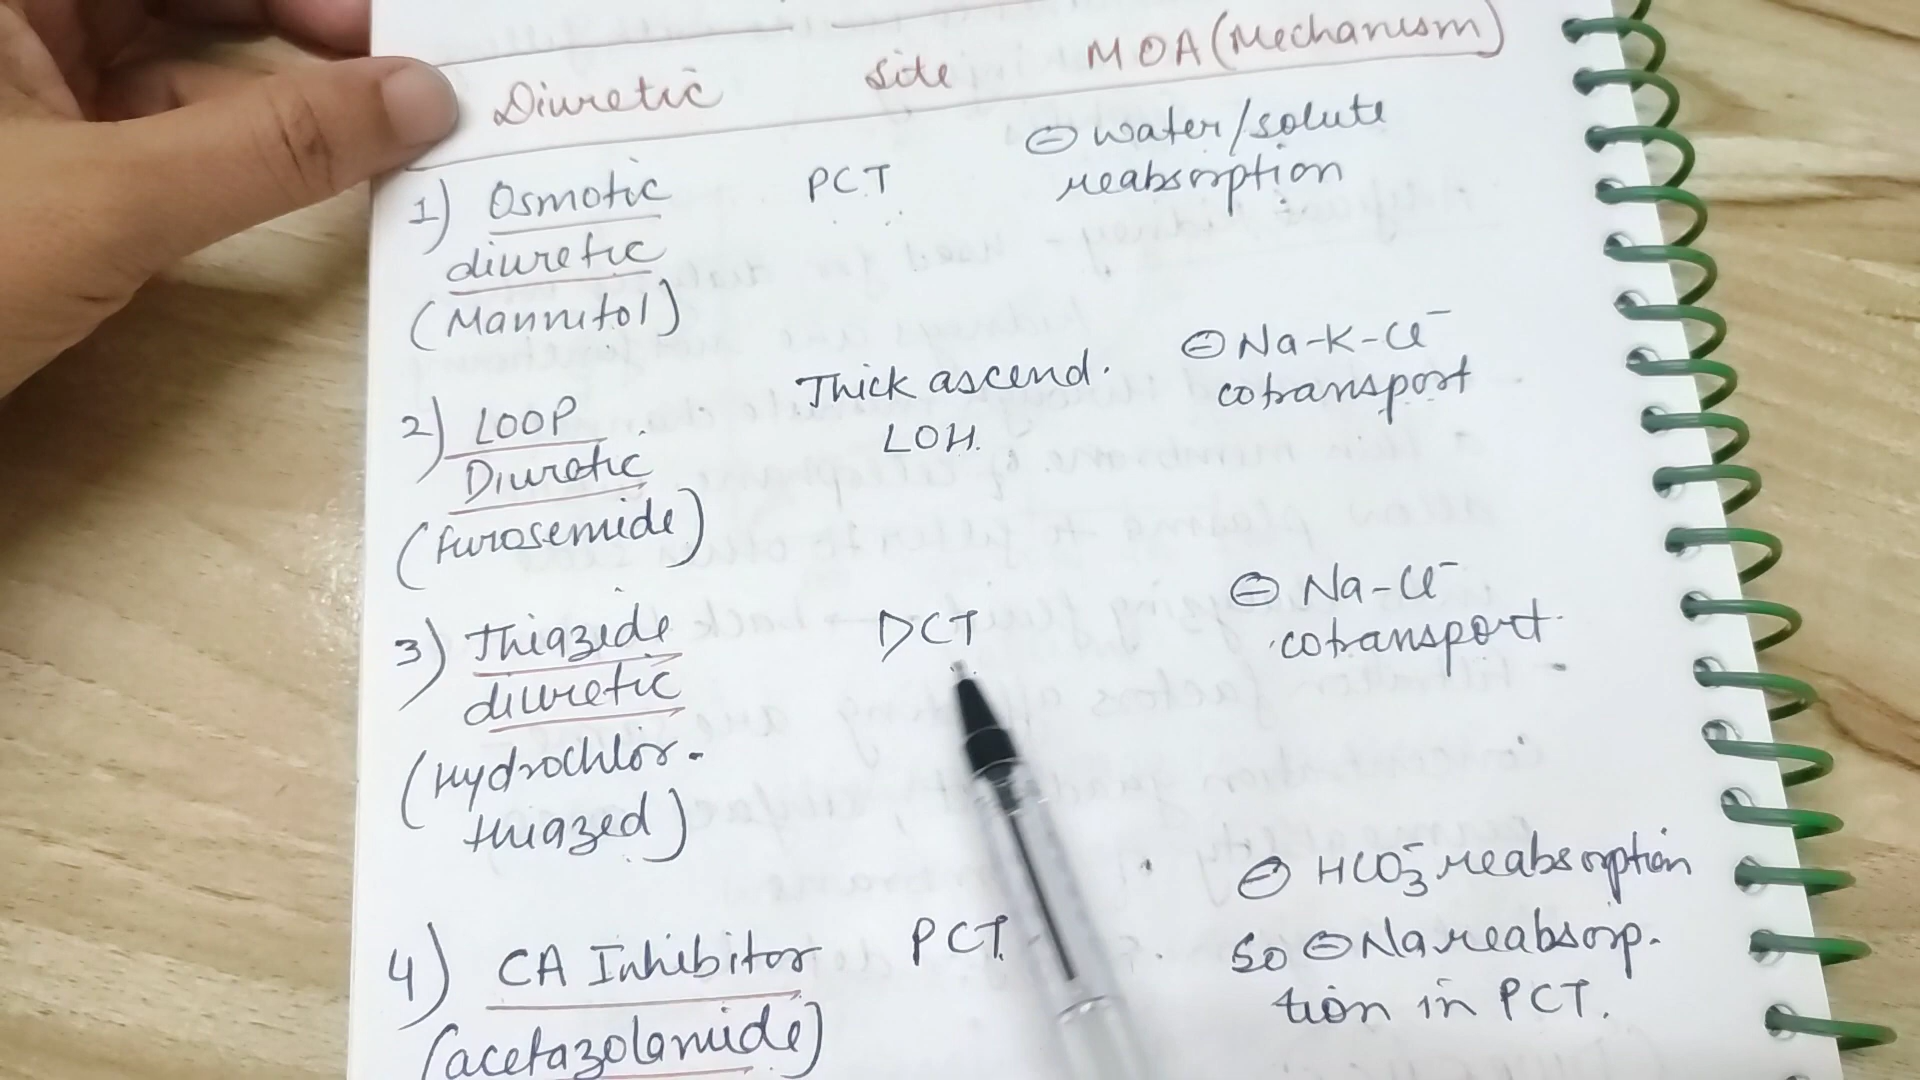 Diuretic site MOA (Mechanism)
1) Osmotic PCT ⊖ water/solute
diuretic reabsorption
(Mannitol)
2) LOOP Thick ascend. ⊖ Na-K-Cl⁻
Diuretic LOH. cotransport
(furosemide)
3) Thiazide DCT ⊖ Na-Cl⁻
diuretic cotransport
(Hydrochlor-
thiazed)
4) CA Inhibitor PCT ⊖ HCO₃⁻ reabsorption
(acetazolamide) So ⊖ Na reabsorp-
tion in PCT.